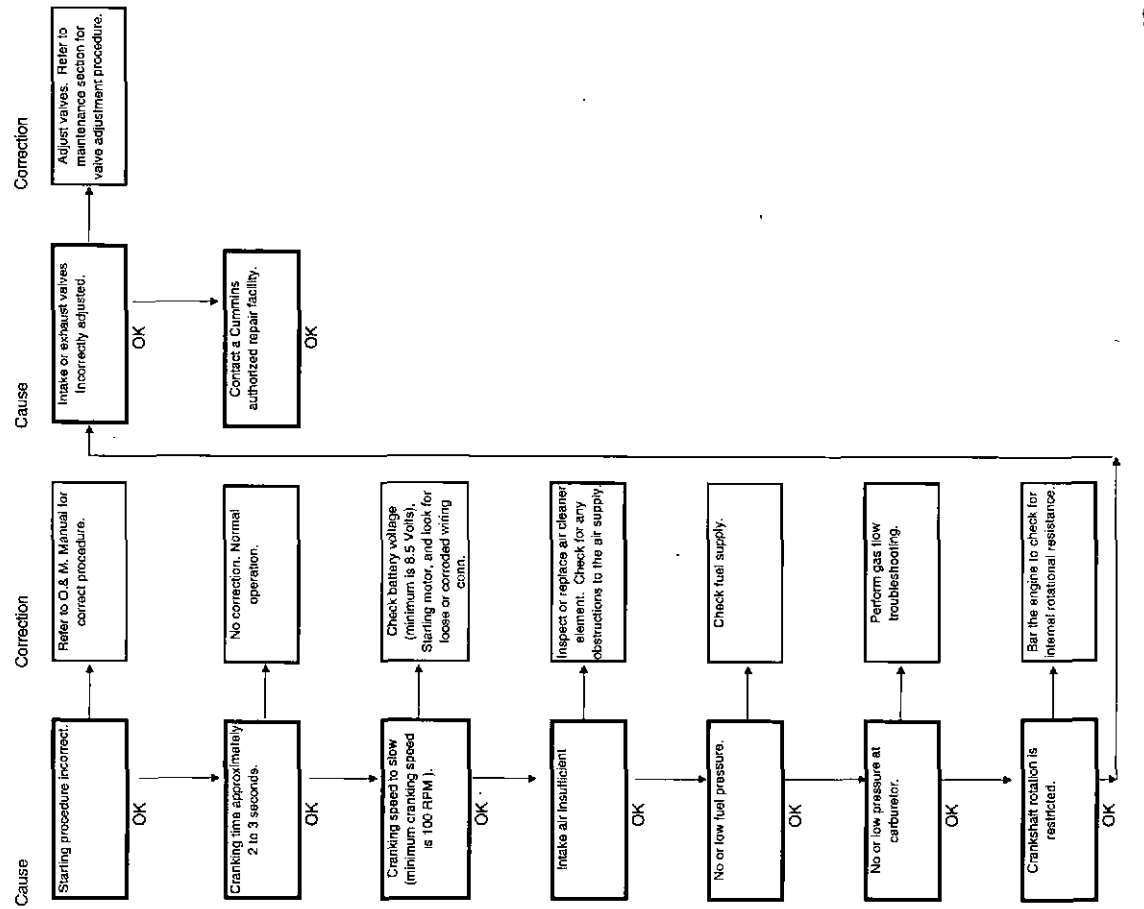 Cause
Correction
Starting procedure incorrect.
Refer to O.& M. Manual for
correct procedure.
OK
Cranking time approximately
2 to 3 seconds.
No correction. Normal
operation.
OK
Cranking speed to slow
(minimum cranking speed
is 100 RPM ).
Check battery voltage
(minimum is 8.5 Volts),
Starting motor, and look for
loose or corroded wiring
conn.
OK
Intake air Insufficient
Inspect or replace air cleaner
element. Check for any
obstructions to the air supply.
OK
No or low fuel pressure.
Check fuel supply.
OK
No or low pressure at
carburetor.
Perform gas flow
troubleshooting.
OK
Crankshaft rotation is
restricted.
Bar the engine to check for
internal rotational resistance.
OK
Cause
Correction
Intake or exhaust valves
Incorrectly adjusted.
Adjust valves. Refer to
maintenance section for
valve adjustment procedure.
OK
Contact a Cummins
authorized repair facility.
OK